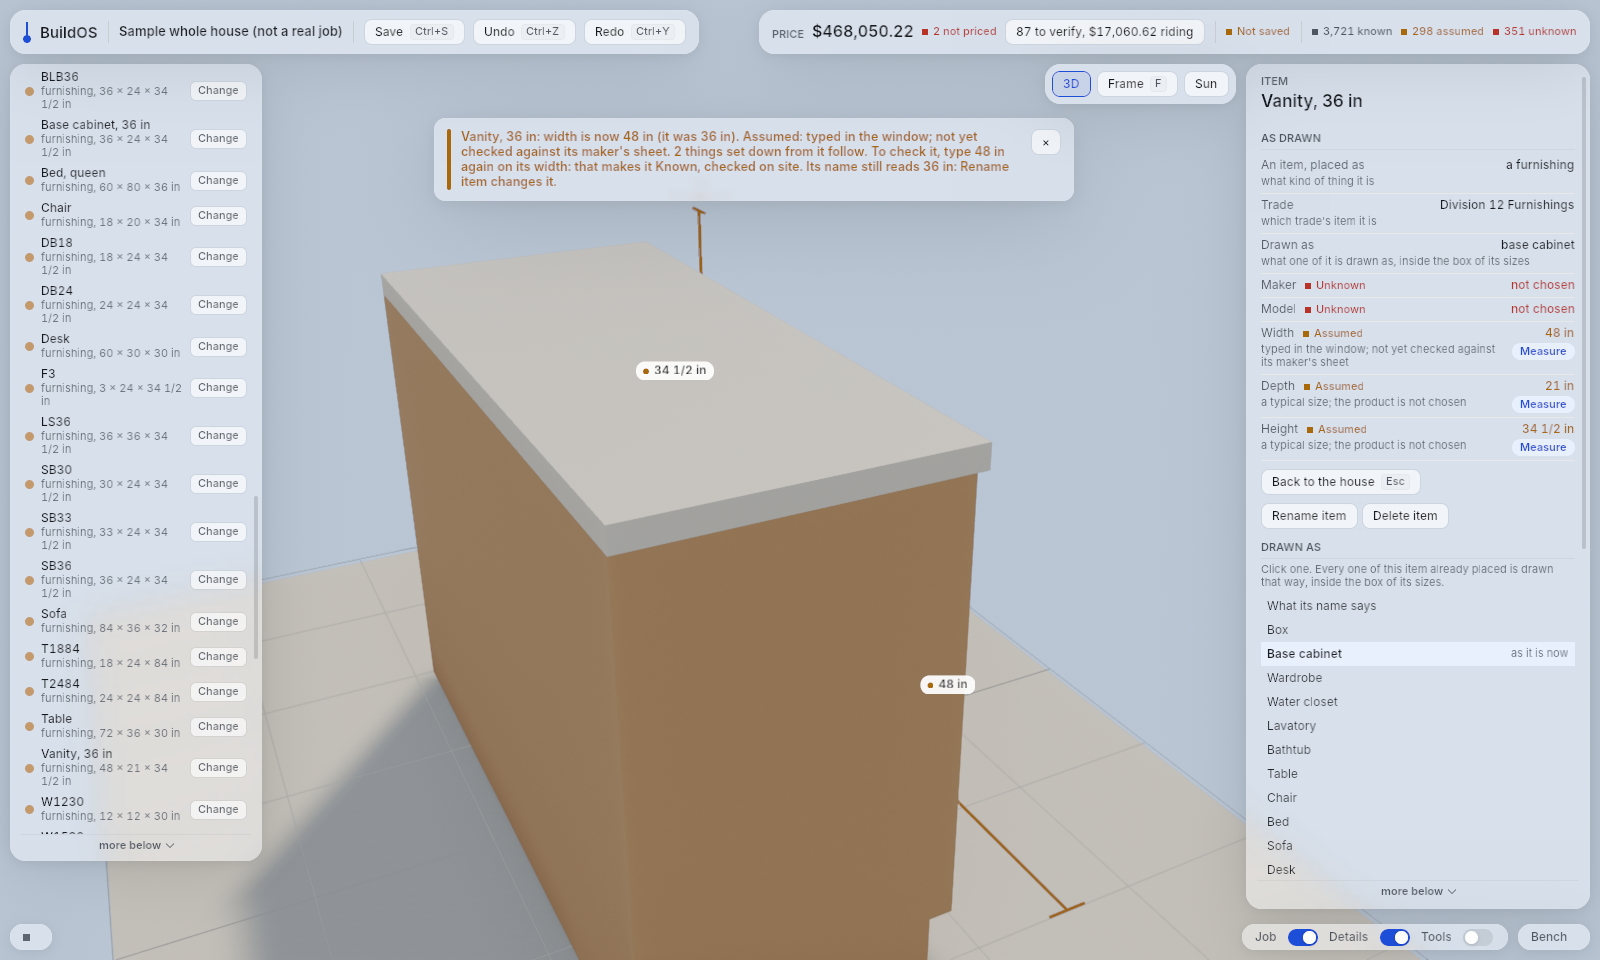 BuildOS
Sample whole house (not a real job)
Save Ctrl+S
Undo Ctrl+Z
Redo Ctrl+Y
PRICE $468,050.22
2 not priced
87 to verify, $17,060.62 riding
Not saved
3,721 known
298 assumed
351 unknown
BLB36
furnishing, 36 × 24 × 34
1/2 in
Change
Base cabinet, 36 in
furnishing, 36 × 24 × 34
1/2 in
Change
Bed, queen
furnishing, 60 × 80 × 36 in
Change
Chair
furnishing, 18 × 20 × 34 in
Change
DB18
furnishing, 18 × 24 × 34
1/2 in
Change
DB24
furnishing, 24 × 24 × 34
1/2 in
Change
Desk
furnishing, 60 × 30 × 30 in
Change
F3
furnishing, 3 × 24 × 34 1/2
in
Change
LS36
furnishing, 36 × 36 × 34
1/2 in
Change
SB30
furnishing, 30 × 24 × 34
1/2 in
Change
SB33
furnishing, 33 × 24 × 34
1/2 in
Change
SB36
furnishing, 36 × 24 × 34
1/2 in
Change
Sofa
furnishing, 84 × 36 × 32 in
Change
T1884
furnishing, 18 × 24 × 84 in
Change
T2484
furnishing, 24 × 24 × 84 in
Change
Table
furnishing, 72 × 36 × 30 in
Change
Vanity, 36 in
furnishing, 48 × 21 × 34
1/2 in
Change
W1230
furnishing, 12 × 12 × 30 in
Change
more below
3D
Frame F
Sun
Vanity, 36 in: width is now 48 in (it was 36 in). Assumed: typed in the window; not yet
checked against its maker's sheet. 2 things set down from it follow. To check it, type 48 in
again on its width: that makes it Known, checked on site. Its name still reads 36 in: Rename
item changes it.
×
34 1/2 in
48 in
ITEM
Vanity, 36 in
AS DRAWN
An item, placed as a furnishing
what kind of thing it is
Trade Division 12 Furnishings
which trade's item it is
Drawn as base cabinet
what one of it is drawn as, inside the box of its sizes
Maker Unknown not chosen
Model Unknown not chosen
Width Assumed 48 in
typed in the window; not yet checked against
its maker's sheet
Measure
Depth Assumed 21 in
a typical size; the product is not chosen
Measure
Height Assumed 34 1/2 in
a typical size; the product is not chosen
Measure
Back to the house Esc
Rename item
Delete item
DRAWN AS
Click one. Every one of this item already placed is drawn
that way, inside the box of its sizes.
What its name says
Box
Base cabinet as it is now
Wardrobe
Water closet
Lavatory
Bathtub
Table
Chair
Bed
Sofa
Desk
more below
Job
Details
Tools
Bench